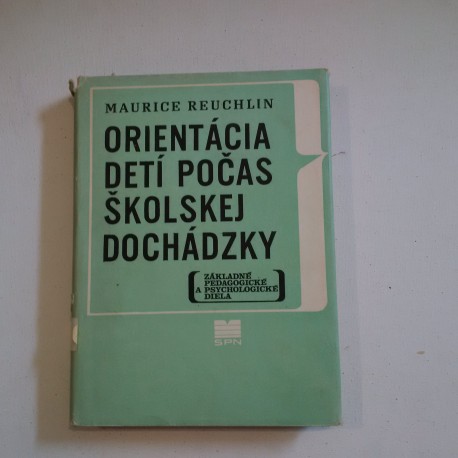 MAURICE REUCHLIN
ORIENTÁCIA
DETÍ POČAS
ŠKOLSKEJ
DOCHÁDZKY
ZÁKLADNÉ
PEDAGOGICKÉ
A PSYCHOLOGICKÉ
DIELA
SPN